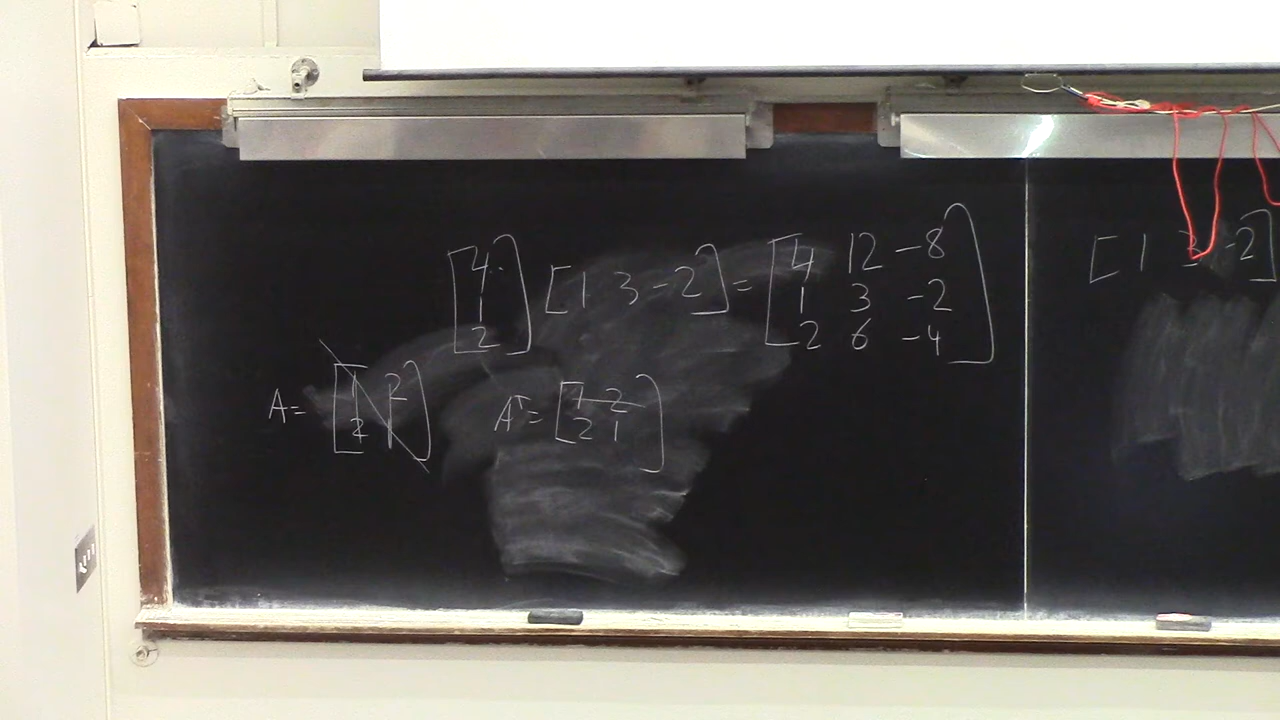 [4 1 2] [1 3 -2] = [4 12 -8
1 3 -2
2 6 -4]
[1 3 -2]
A = [1 2
2 1]
Aᵀ = [1 2
2 1]